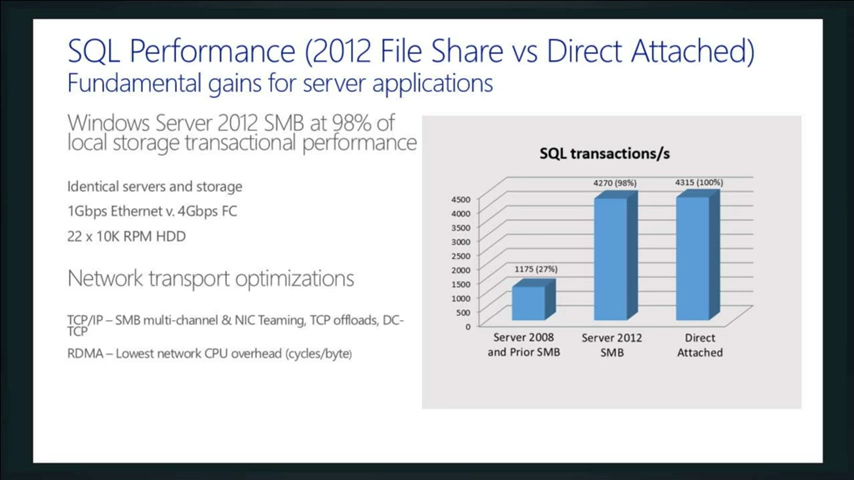 SQL Performance (2012 File Share vs Direct Attached)
Fundamental gains for server applications
Windows Server 2012 SMB at 98% of
local storage transactional performance
Identical servers and storage
1Gbps Ethernet v. 4Gbps FC
22 x 10K RPM HDD
Network transport optimizations
TCP/IP – SMB multi-channel & NIC Teaming, TCP offloads, DC-
TCP
RDMA – Lowest network CPU overhead (cycles/byte)
SQL transactions/s
4270 (98%)
4315 (100%)
1175 (27%)
4500
4000
3500
3000
2500
2000
1500
1000
500
0
Server 2008
and Prior SMB
Server 2012
SMB
Direct
Attached